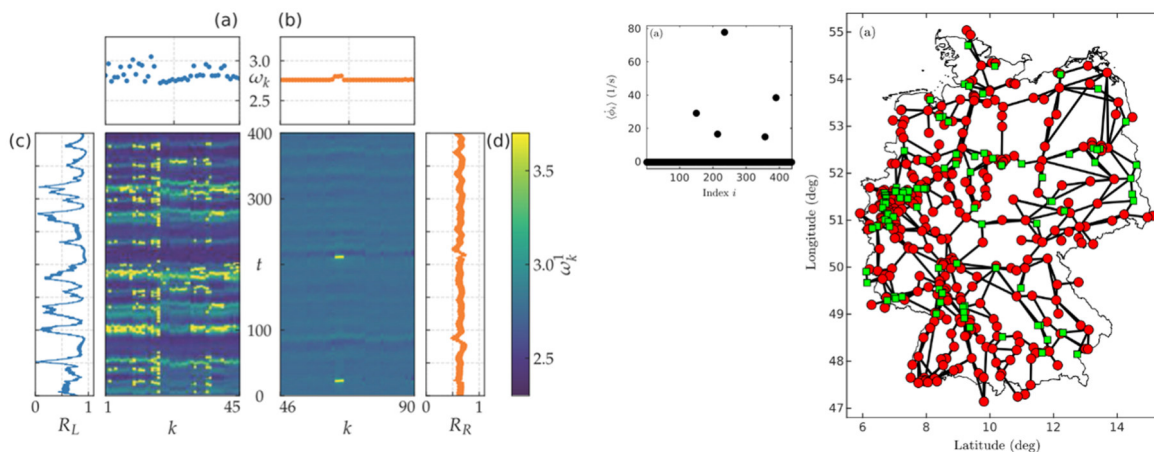 (a)
(b)
3.0
ω_k
2.5
(c)
400
300
200
t
100
0
(d)
3.5
3.0
2.5
ω_k^1
0 1
R_L
1 45
k
46 90
k
0 1
R_R
(a)
80
60
40
20
0
⟨ϕ̇_i⟩ (1/s)
100 200 300 400
Index i
(a)
55
54
53
52
51
50
49
48
47
Longitude (deg)
6 8 10 12 14
Latitude (deg)